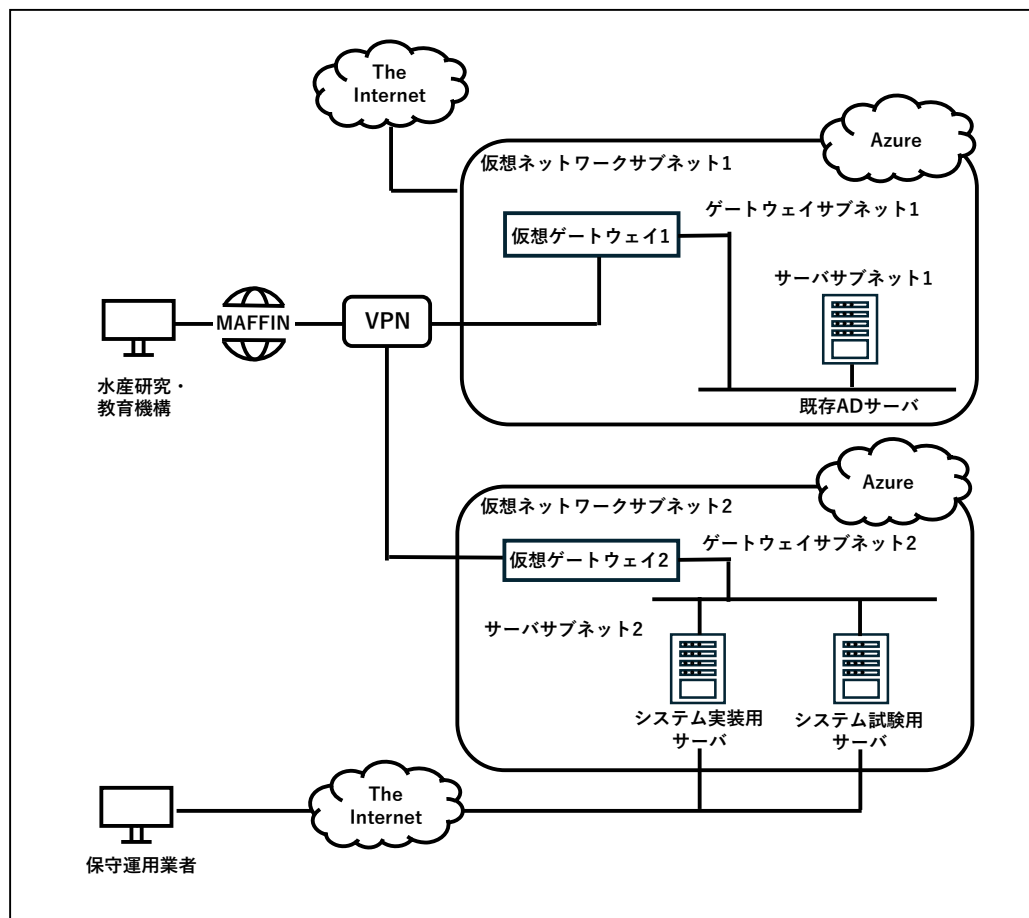 The
Internet
Azure
仮想ネットワークサブネット1
ゲートウェイサブネット1
仮想ゲートウェイ1
サーバサブネット1
MAFFIN
VPN
水産研究・
教育機構
既存ADサーバ
Azure
仮想ネットワークサブネット2
ゲートウェイサブネット2
仮想ゲートウェイ2
サーバサブネット2
システム実装用
サーバ
システム試験用
サーバ
The
Internet
保守運用業者